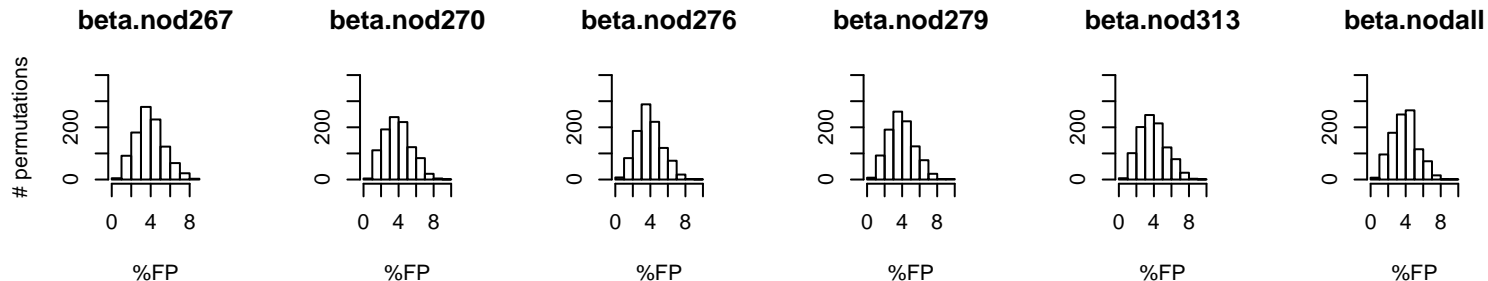 beta.nod267 beta.nod270 beta.nod276 beta.nod279 beta.nod313 beta.nodall
# permutations
200 200 200 200 200 200
0 0 0 0 0 0
0 4 8 0 4 8 0 4 8 0 4 8 0 4 8 0 4 8
%FP %FP %FP %FP %FP %FP